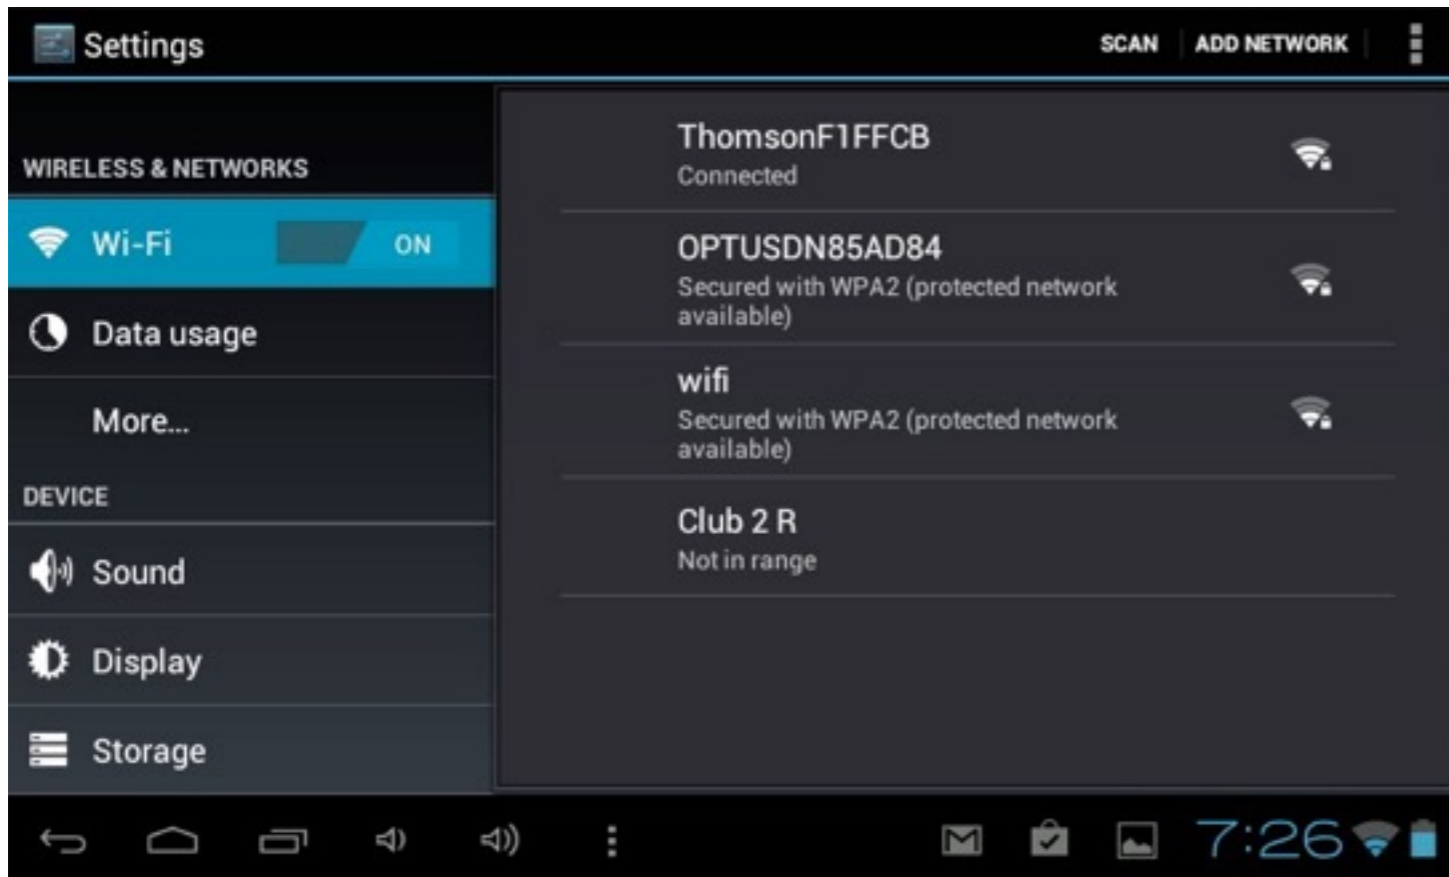 Settings
SCAN
ADD NETWORK
WIRELESS & NETWORKS
Wi-Fi
ON
Data usage
More...
DEVICE
Sound
Display
Storage
ThomsonF1FFCB
Connected
OPTUSDN85AD84
Secured with WPA2 (protected network
available)
wifi
Secured with WPA2 (protected network
available)
Club 2 R
Not in range
7:26